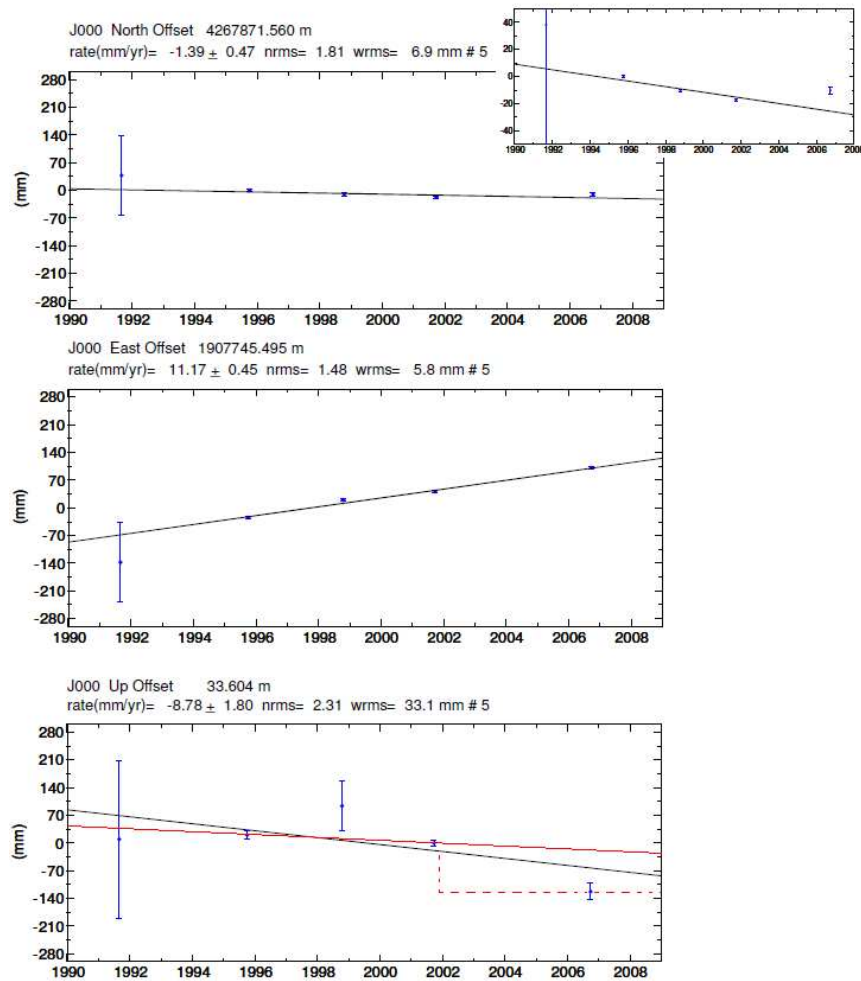 J000 North Offset 4267871.560 m
rate(mm/yr)= -1.39 ± 0.47 nrms= 1.81 wrms= 6.9 mm # 5
40
20
0
-20
-40
1990 1992 1994 1996 1998 2000 2002 2004 2006 2008
280
210
140
70
0
-70
-140
-210
-280
(mm)
1990 1992 1994 1996 1998 2000 2002 2004 2006 2008
J000 East Offset 1907745.495 m
rate(mm/yr)= 11.17 ± 0.45 nrms= 1.48 wrms= 5.8 mm # 5
280
210
140
70
0
-70
-140
-210
-280
(mm)
1990 1992 1994 1996 1998 2000 2002 2004 2006 2008
J000 Up Offset 33.604 m
rate(mm/yr)= -8.78 ± 1.80 nrms= 2.31 wrms= 33.1 mm # 5
280
210
140
70
0
-70
-140
-210
-280
(mm)
1990 1992 1994 1996 1998 2000 2002 2004 2006 2008